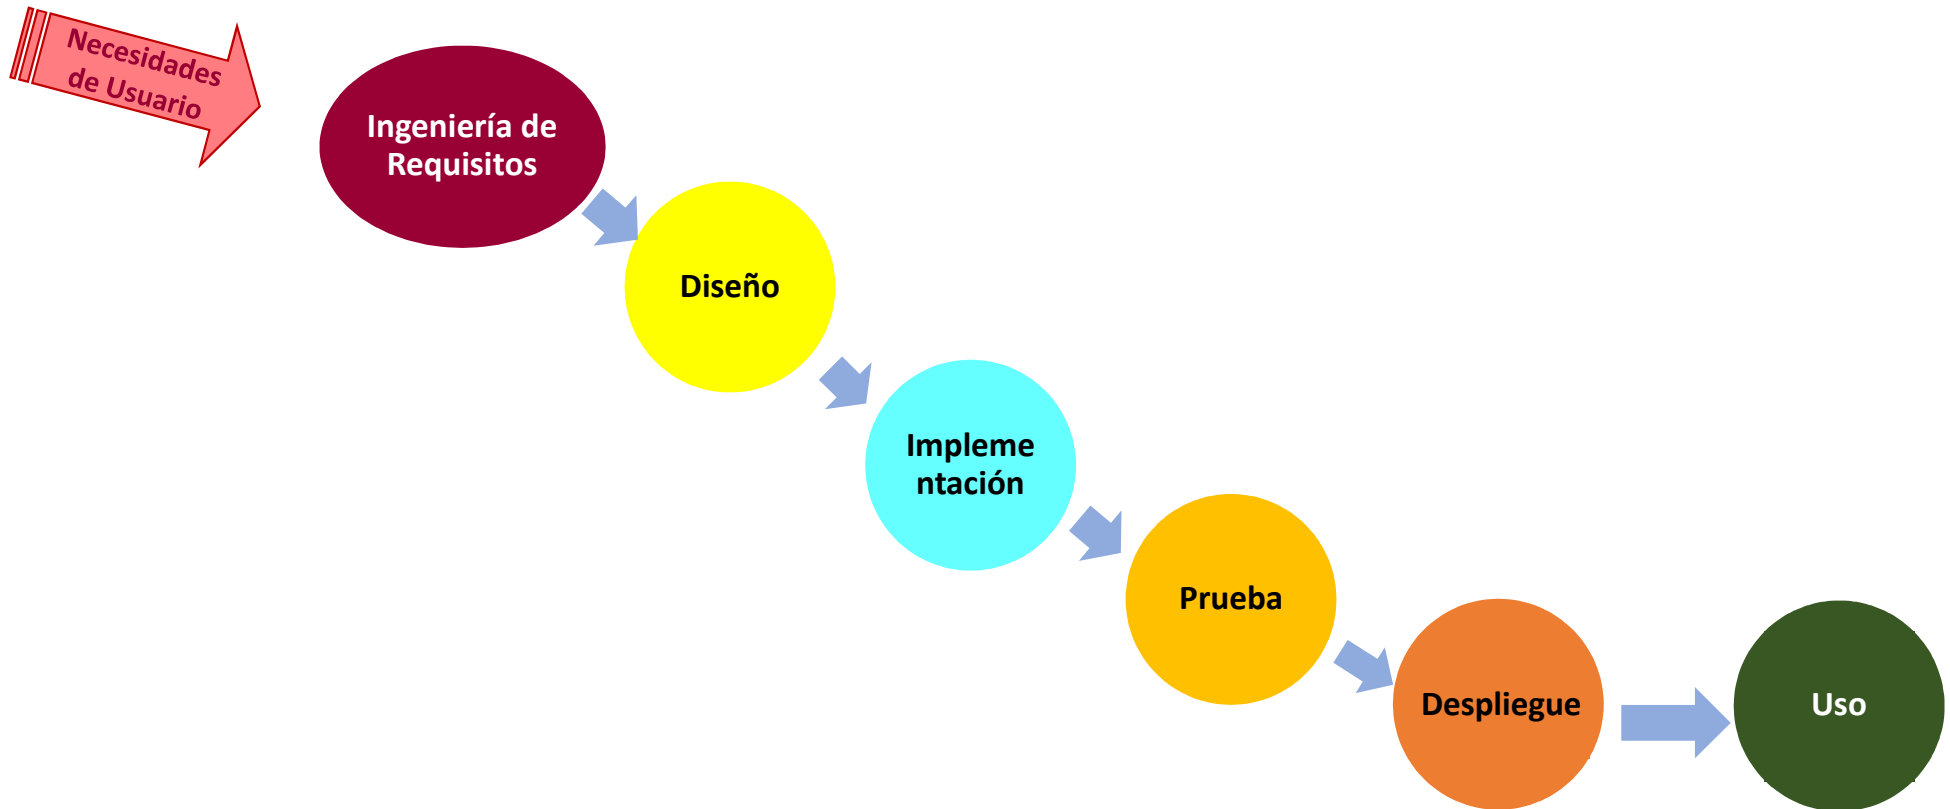 Necesidades
de Usuario
Ingeniería de
Requisitos
Diseño
Impleme
ntación
Prueba
Despliegue
Uso